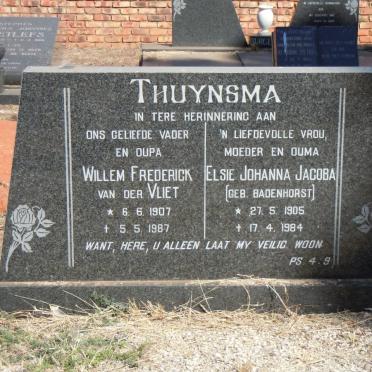 THUYNSMA
IN TERE HERINNERING AAN
ONS GELIEFDE VADER
EN OUPA
WILLEM FREDERICK
VAN DER VLIET
* 6. 6. 1907
† 5. 5. 1987
'N LIEFDEVOLLE VROU,
MOEDER EN OUMA
ELSIE JOHANNA JACOBA
(GEB. BADENHORST)
* 27. 5. 1905
† 17. 4. 1984
WANT, HERE, U ALLEEN LAAT MY VEILIG WOON
PS. 4. 9